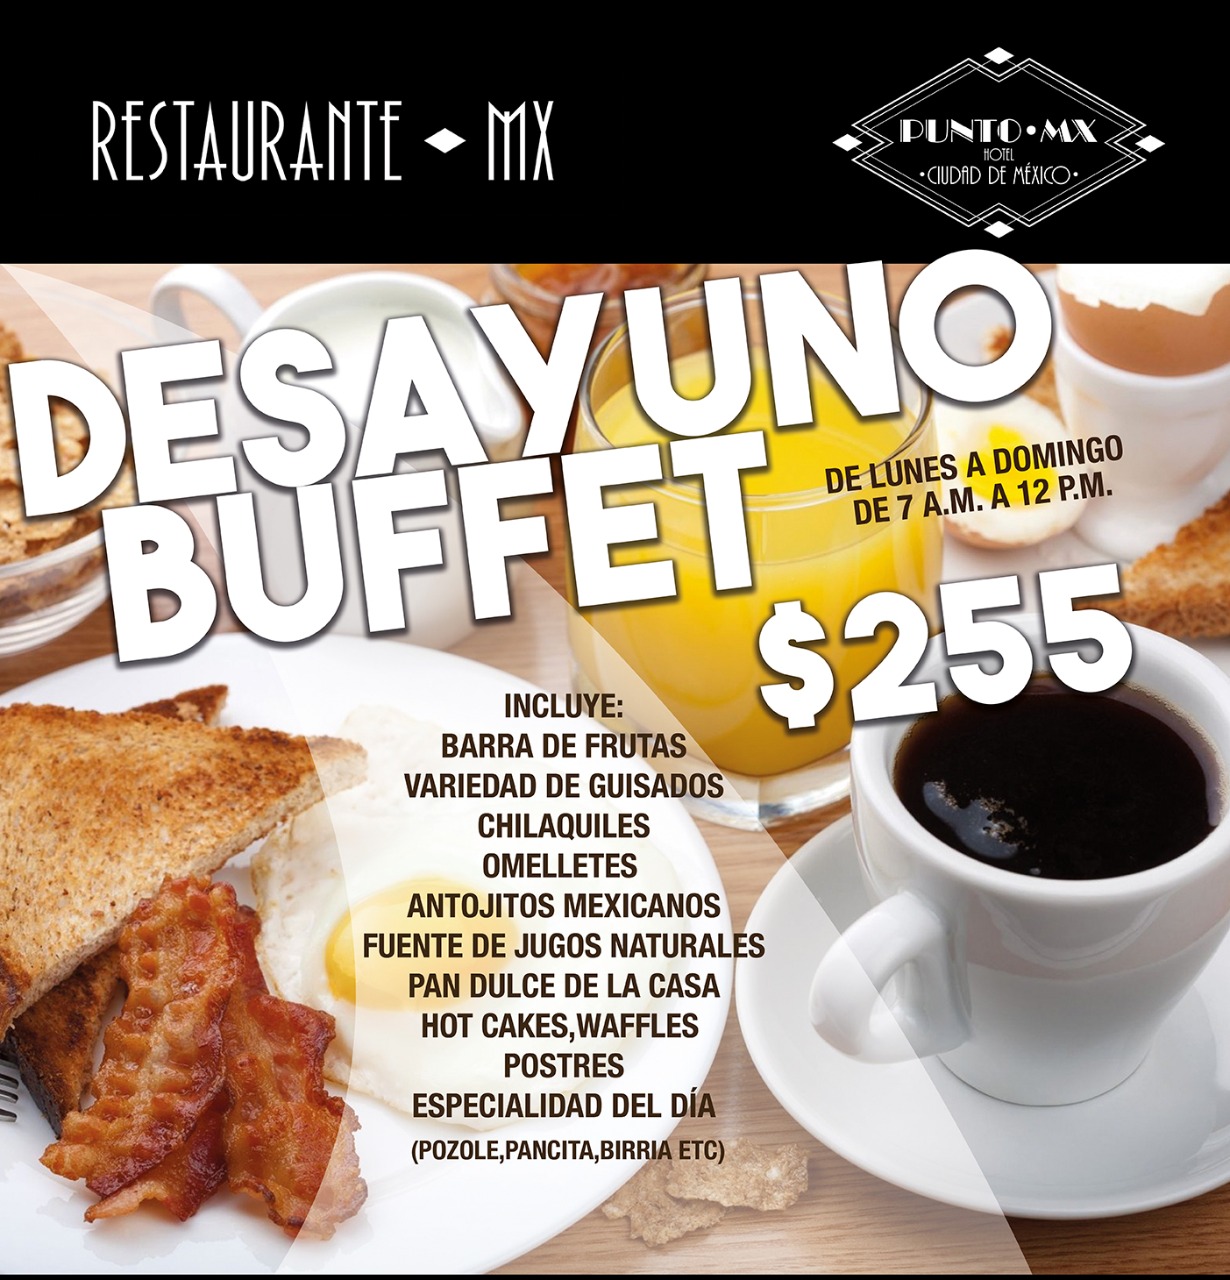 RESTAURANTE ◆ MX
PUNTO•MX
HOTEL
•CIUDAD DE MÉXICO•
DESAYUNO
BUFFET
DE LUNES A DOMINGO
DE 7 A.M. A 12 P.M.
$255
INCLUYE:
BARRA DE FRUTAS
VARIEDAD DE GUISADOS
CHILAQUILES
OMELLETES
ANTOJITOS MEXICANOS
FUENTE DE JUGOS NATURALES
PAN DULCE DE LA CASA
HOT CAKES,WAFFLES
POSTRES
ESPECIALIDAD DEL DÍA
(POZOLE,PANCITA,BIRRIA ETC)